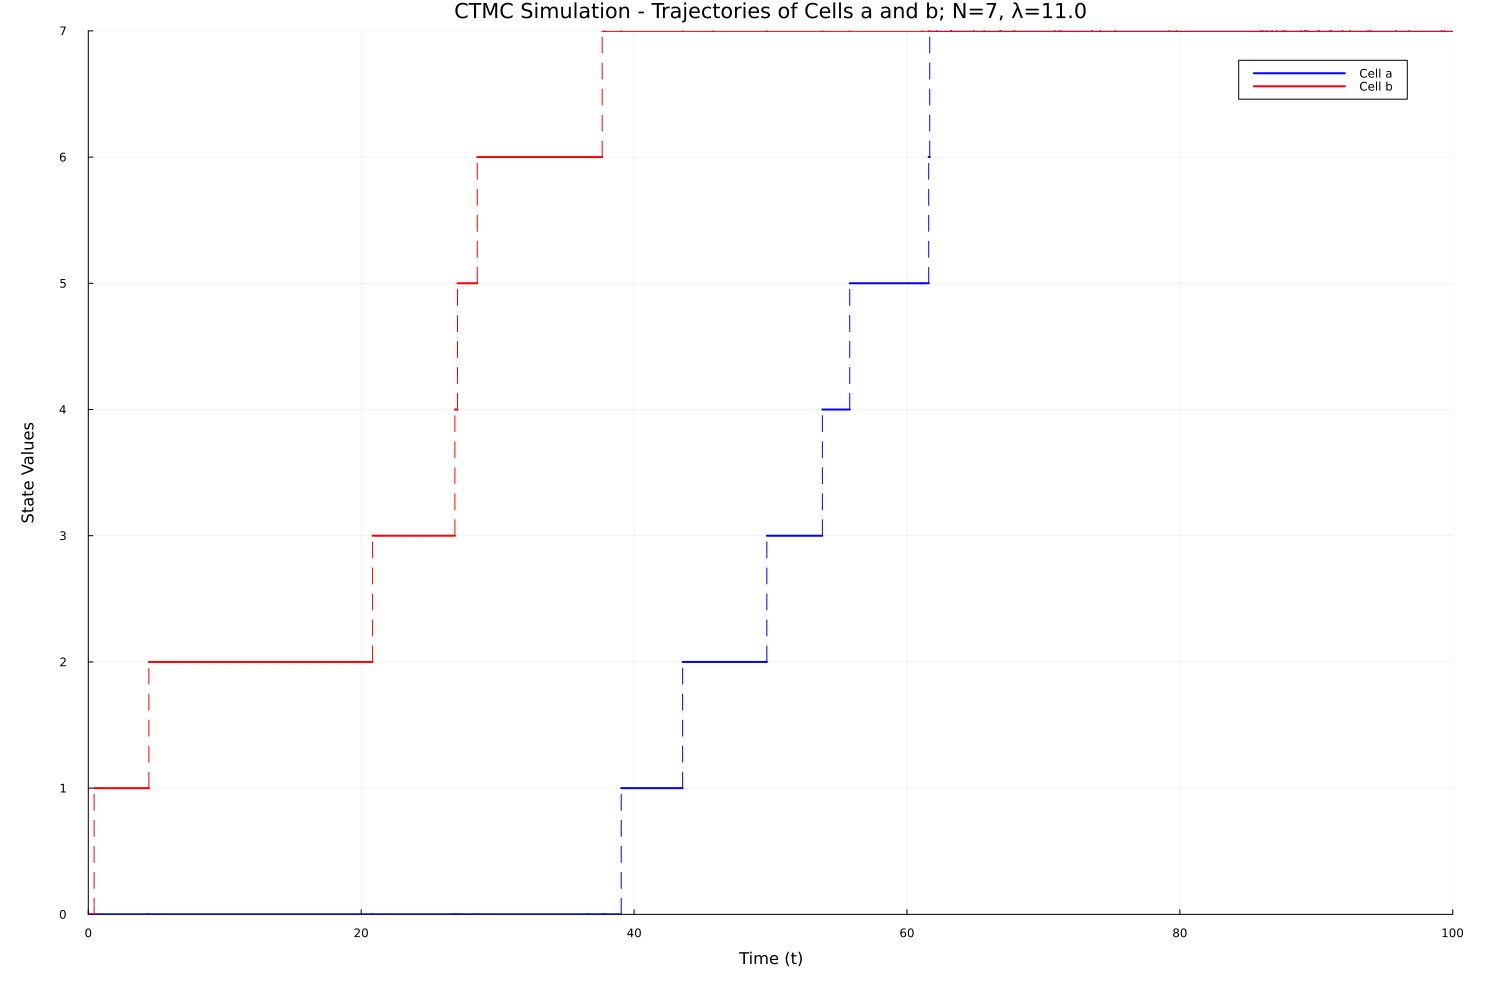 CTMC Simulation - Trajectories of Cells a and b; N=7, λ=11.0
7
Cell a
Cell b
6
5
4
State Values
3
2
1
0
0 20 40 60 80 100
Time (t)